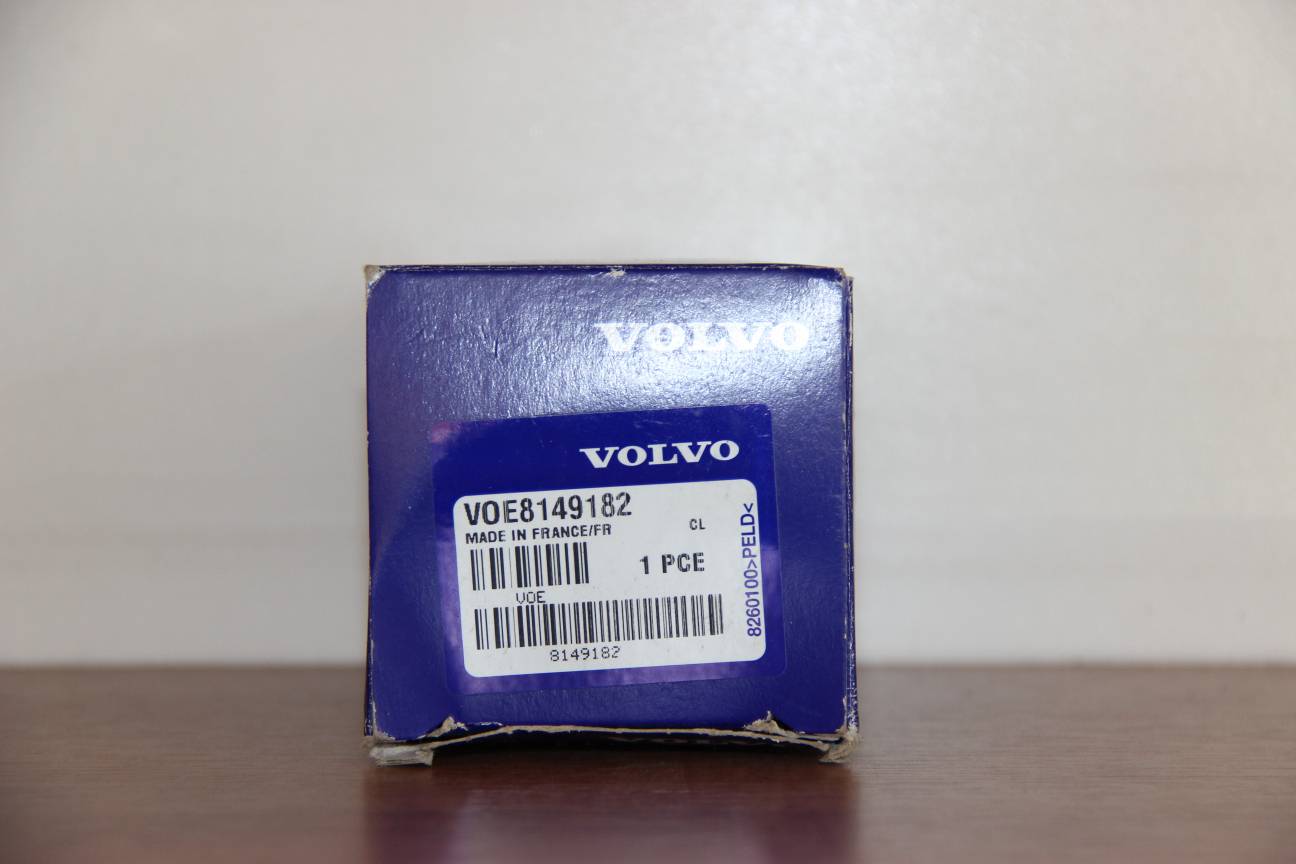 VOLVO
VOLVO
VOE8149182
MADE IN FRANCE/FR
CL
1 PCE
VOE
8149182
8260100>PELD<